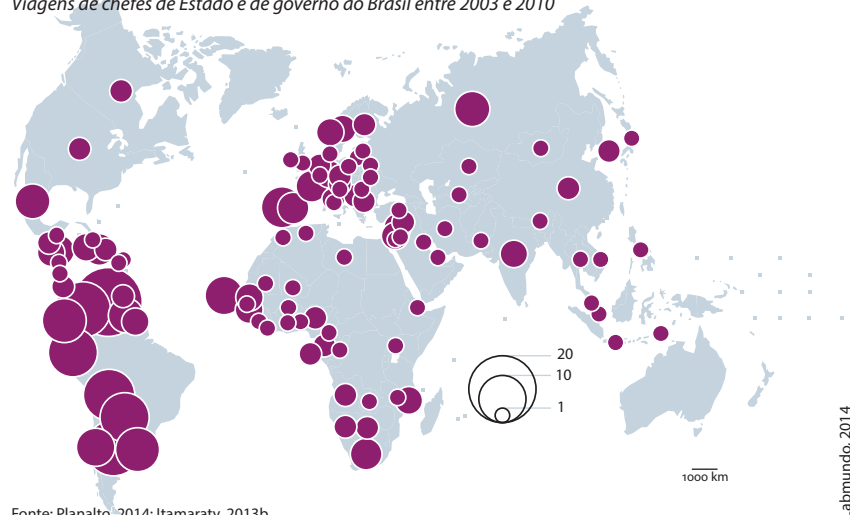 Viagens de chefes de Estado e de governo do Brasil entre 2003 e 2010
20
10
1
1000 km
Fonte: Planalto, 2014; Itamaraty, 2013b
Labmundo, 2014